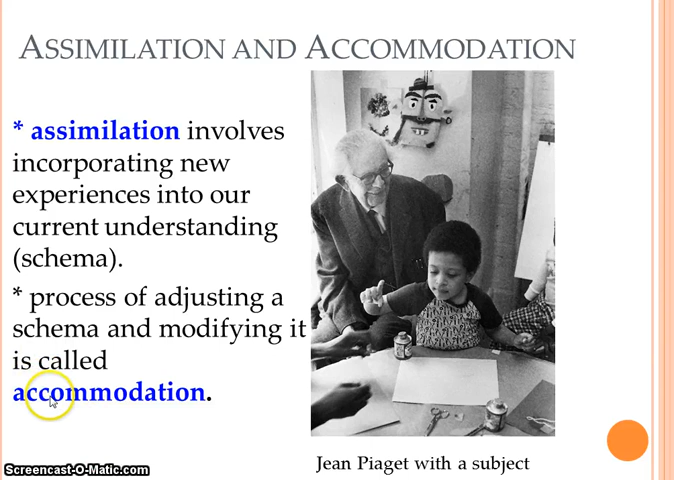 ASSIMILATION AND ACCOMMODATION
* assimilation involves
incorporating new
experiences into our
current understanding
(schema).
* process of adjusting a
schema and modifying it
is called
accommodation.
Jean Piaget with a subject
Screencast-O-Matic.com